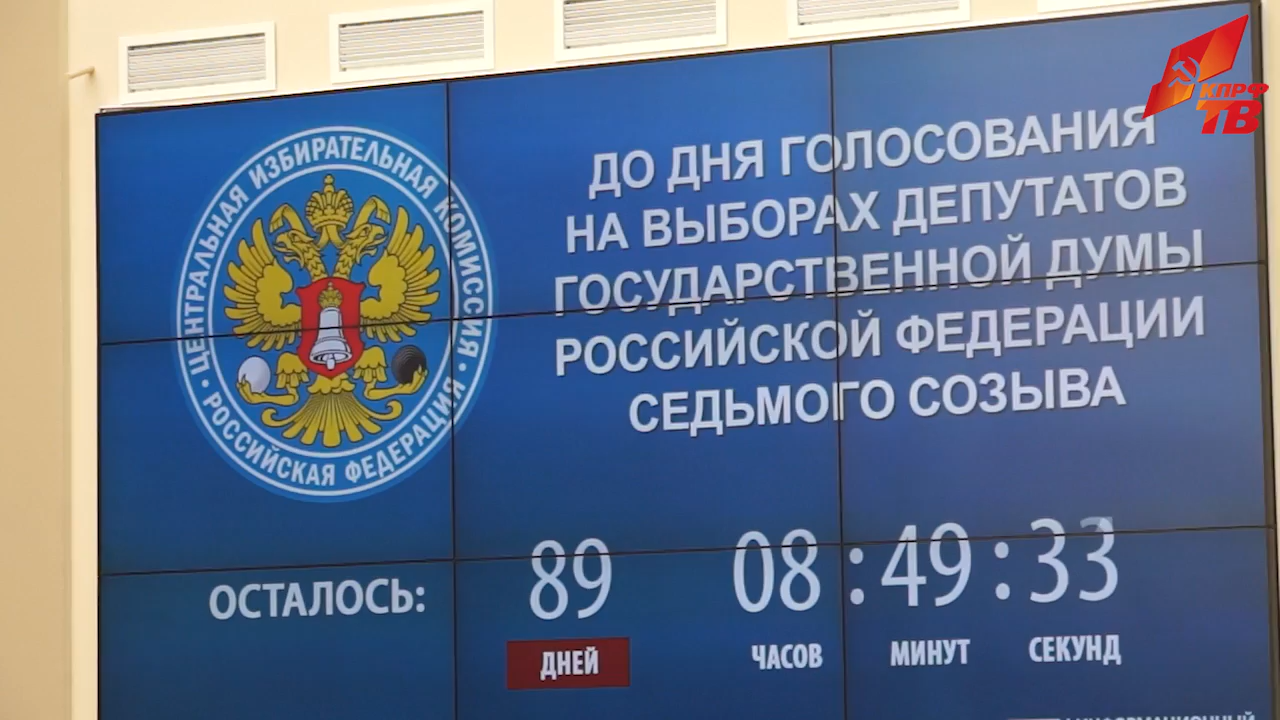 КПРФ
ТВ
ЦЕНТРАЛЬНАЯ ИЗБИРАТЕЛЬНАЯ КОМИССИЯ
РОССИЙСКАЯ ФЕДЕРАЦИЯ
ДО ДНЯ ГОЛОСОВАНИЯ
НА ВЫБОРАХ ДЕПУТАТОВ
ГОСУДАРСТВЕННОЙ ДУМЫ
РОССИЙСКОЙ ФЕДЕРАЦИИ
СЕДЬМОГО СОЗЫВА
ОСТАЛОСЬ:
89 08:49:33
ДНЕЙ ЧАСОВ МИНУТ СЕКУНД